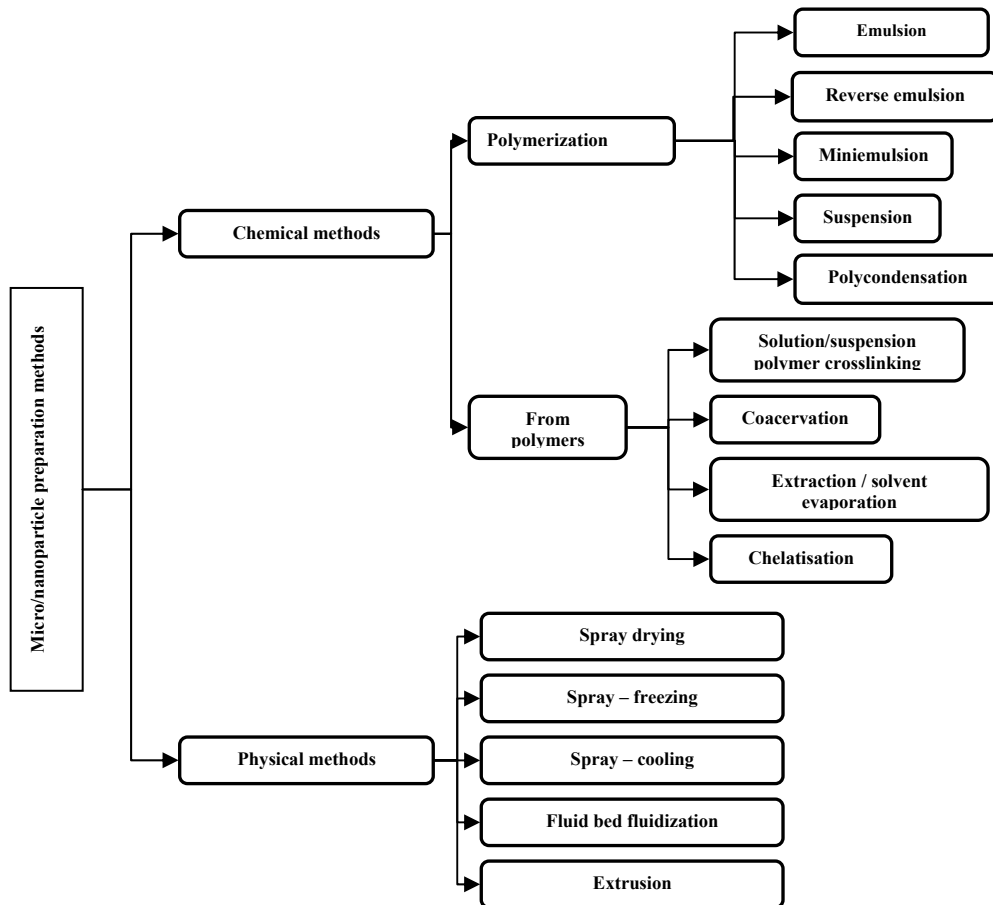 Micro/nanoparticle preparation methods
Chemical methods
Polymerization
Emulsion
Reverse emulsion
Miniemulsion
Suspension
Polycondensation
From
polymers
Solution/suspension
polymer crosslinking
Coacervation
Extraction / solvent
evaporation
Chelatisation
Physical methods
Spray drying
Spray – freezing
Spray – cooling
Fluid bed fluidization
Extrusion